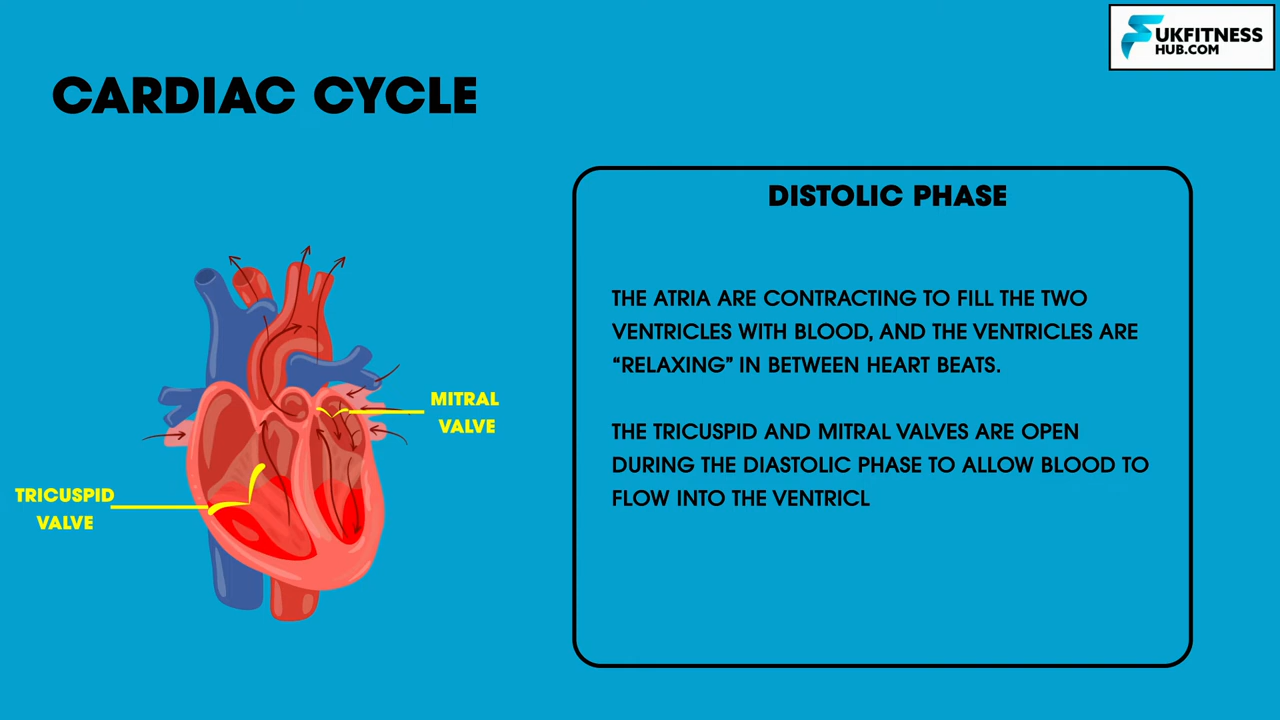 UKFITNESS
HUB.COM
CARDIAC CYCLE
DISTOLIC PHASE
THE ATRIA ARE CONTRACTING TO FILL THE TWO
VENTRICLES WITH BLOOD, AND THE VENTRICLES ARE
“RELAXING” IN BETWEEN HEART BEATS.
THE TRICUSPID AND MITRAL VALVES ARE OPEN
DURING THE DIASTOLIC PHASE TO ALLOW BLOOD TO
FLOW INTO THE VENTRICL
MITRAL
VALVE
TRICUSPID
VALVE